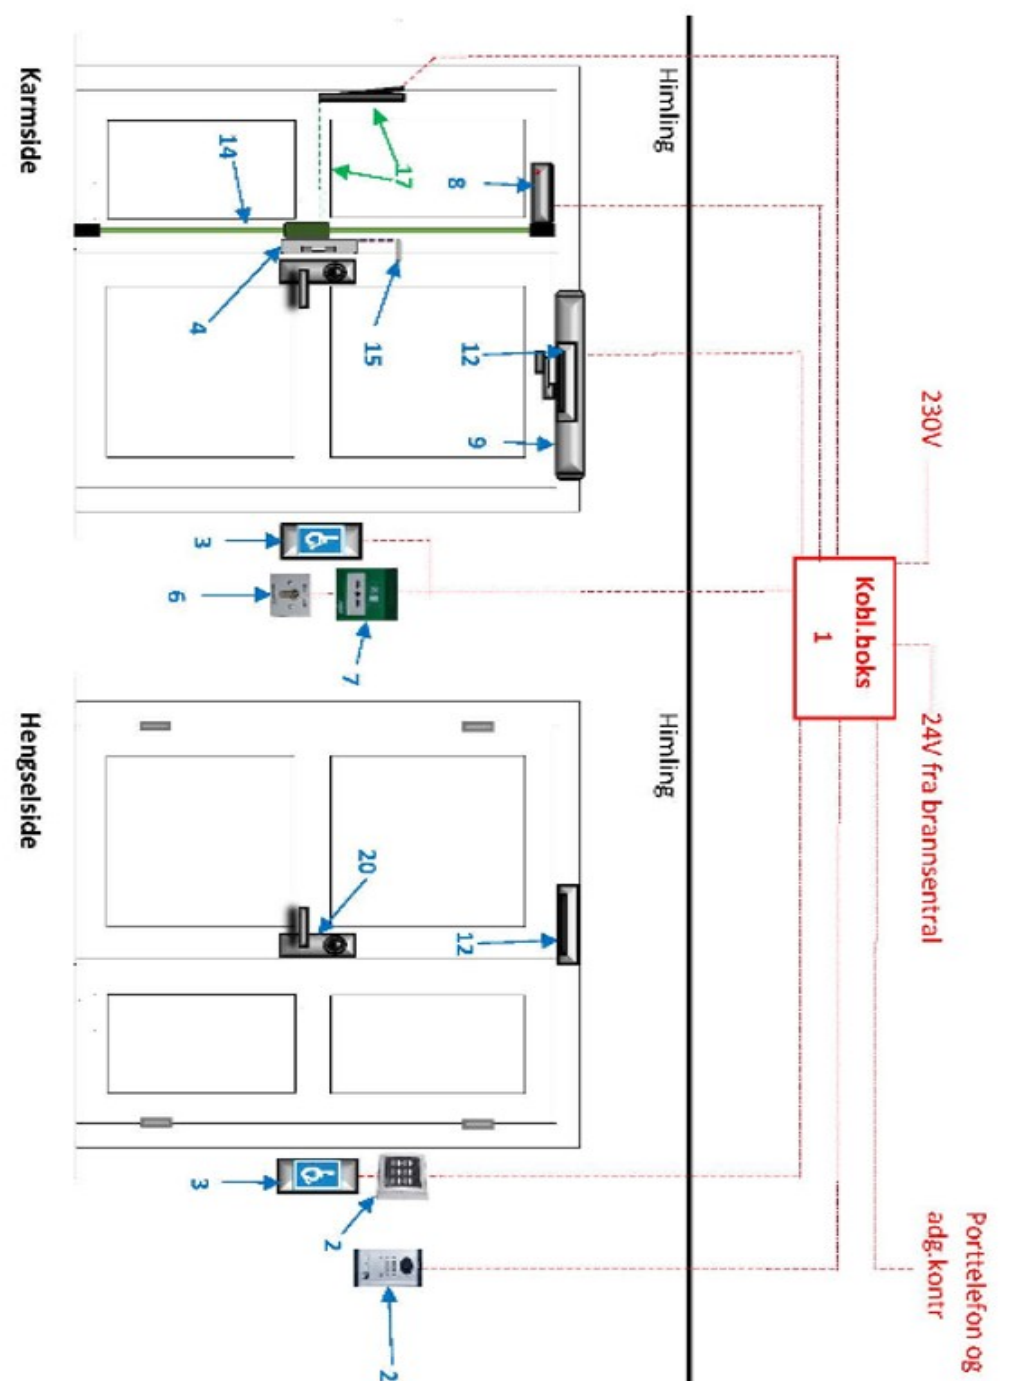 230V
24V fra brannsentral
Porttelefon og
adg.kontr
Kobl.boks
1
Himling
Himling
17
8
14
4
15
12
9
3
6
7
20
12
3
2
2
Karmside
Hengselside